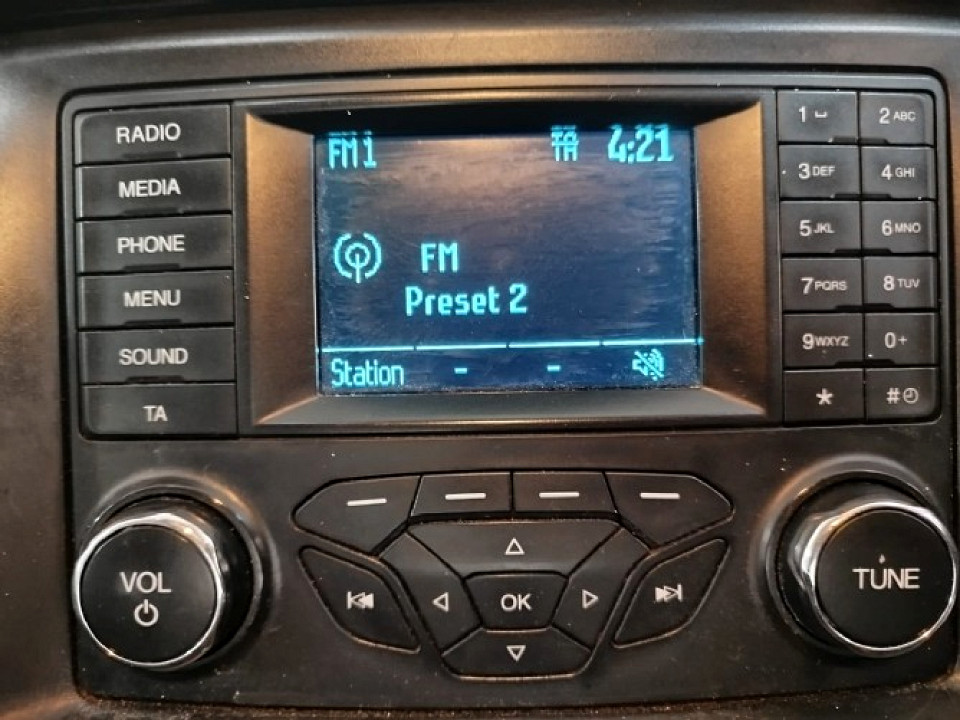 RADIO
MEDIA
PHONE
MENU
SOUND
TA
FM1 TA 4:21
FM
Preset 2
Station - -
1
2 ABC
3 DEF
4 GHI
5 JKL
6 MNO
7 PQRS
8 TUV
9 WXYZ
0+
*
#
VOL
OK
TUNE